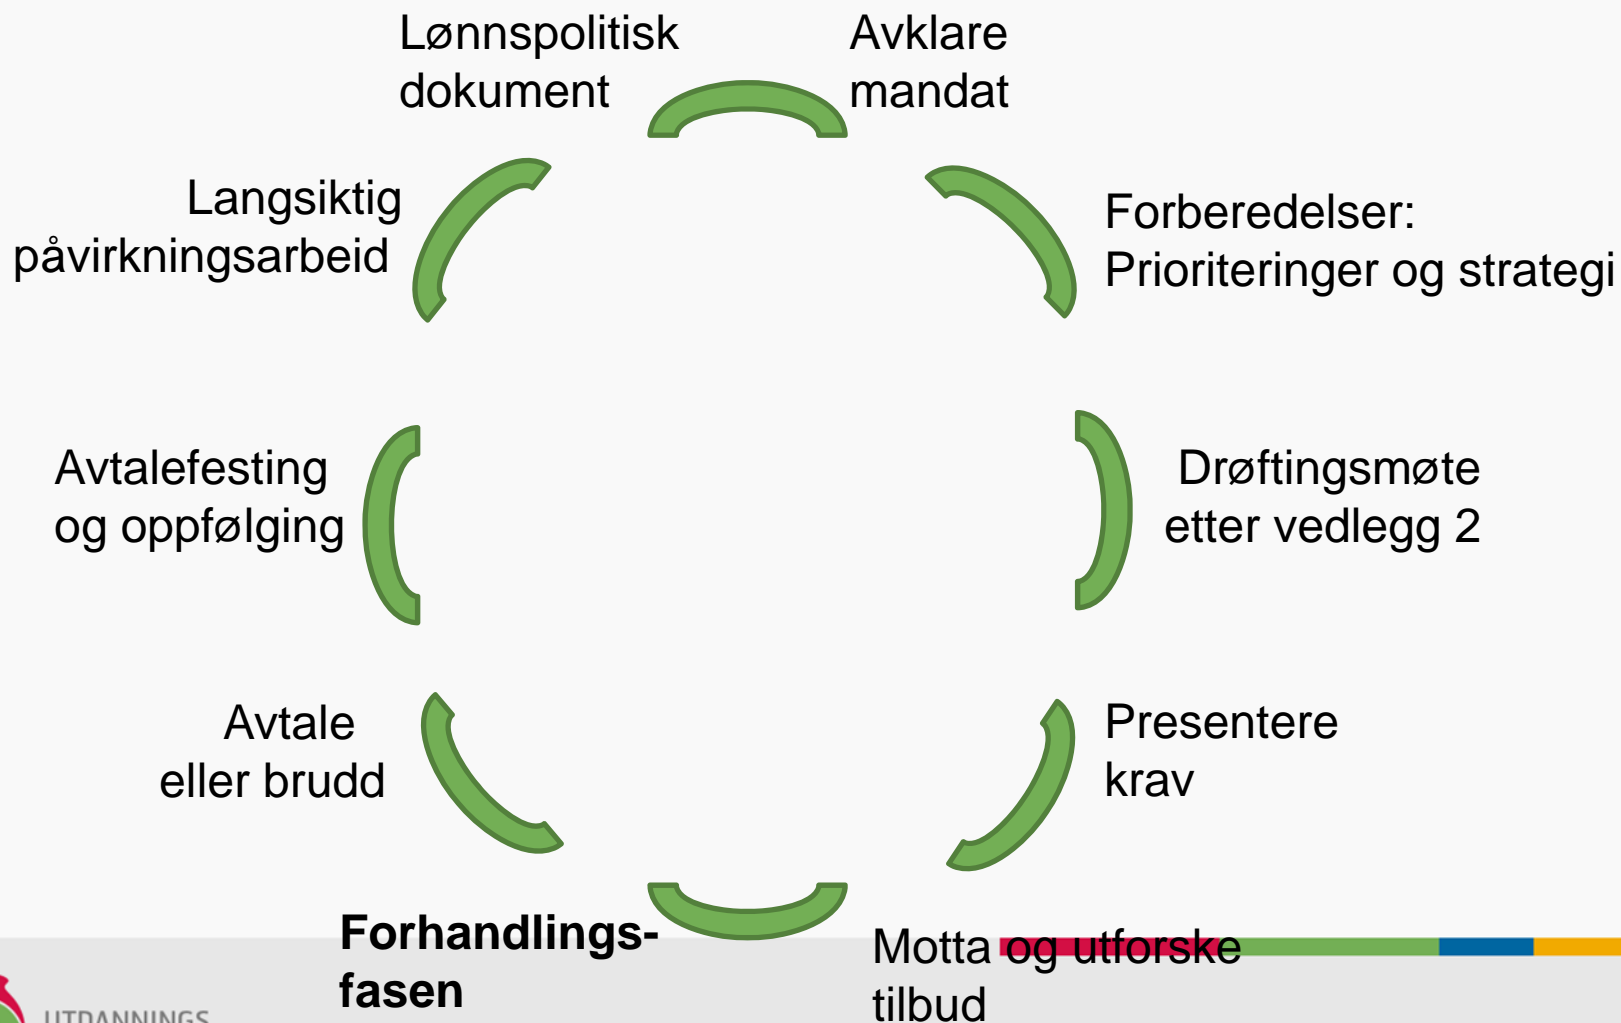 Lønnspolitisk
dokument
Avklare
mandat
Forberedelser:
Prioriteringer og strategi
Drøftingsmøte
etter vedlegg 2
Presentere
krav
Motta og utforske
tilbud
Forhandlings-
fasen
Avtale
eller brudd
Avtalefesting
og oppfølging
Langsiktig
påvirkningsarbeid
UTDANNINGS